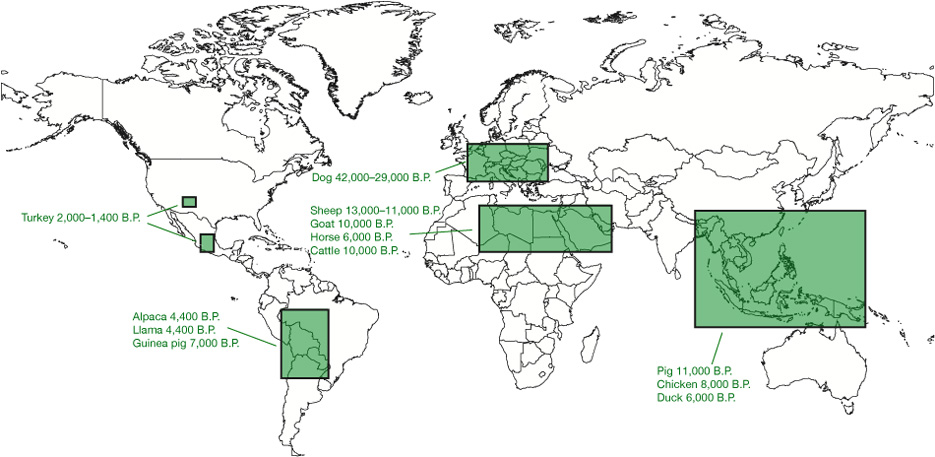 Dog 42,000–29,000 B.P.
Sheep 13,000–11,000 B.P.
Goat 10,000 B.P.
Horse 6,000 B.P.
Cattle 10,000 B.P.
Turkey 2,000–1,400 B.P.
Alpaca 4,400 B.P.
Llama 4,400 B.P.
Guinea pig 7,000 B.P.
Pig 11,000 B.P.
Chicken 8,000 B.P.
Duck 6,000 B.P.